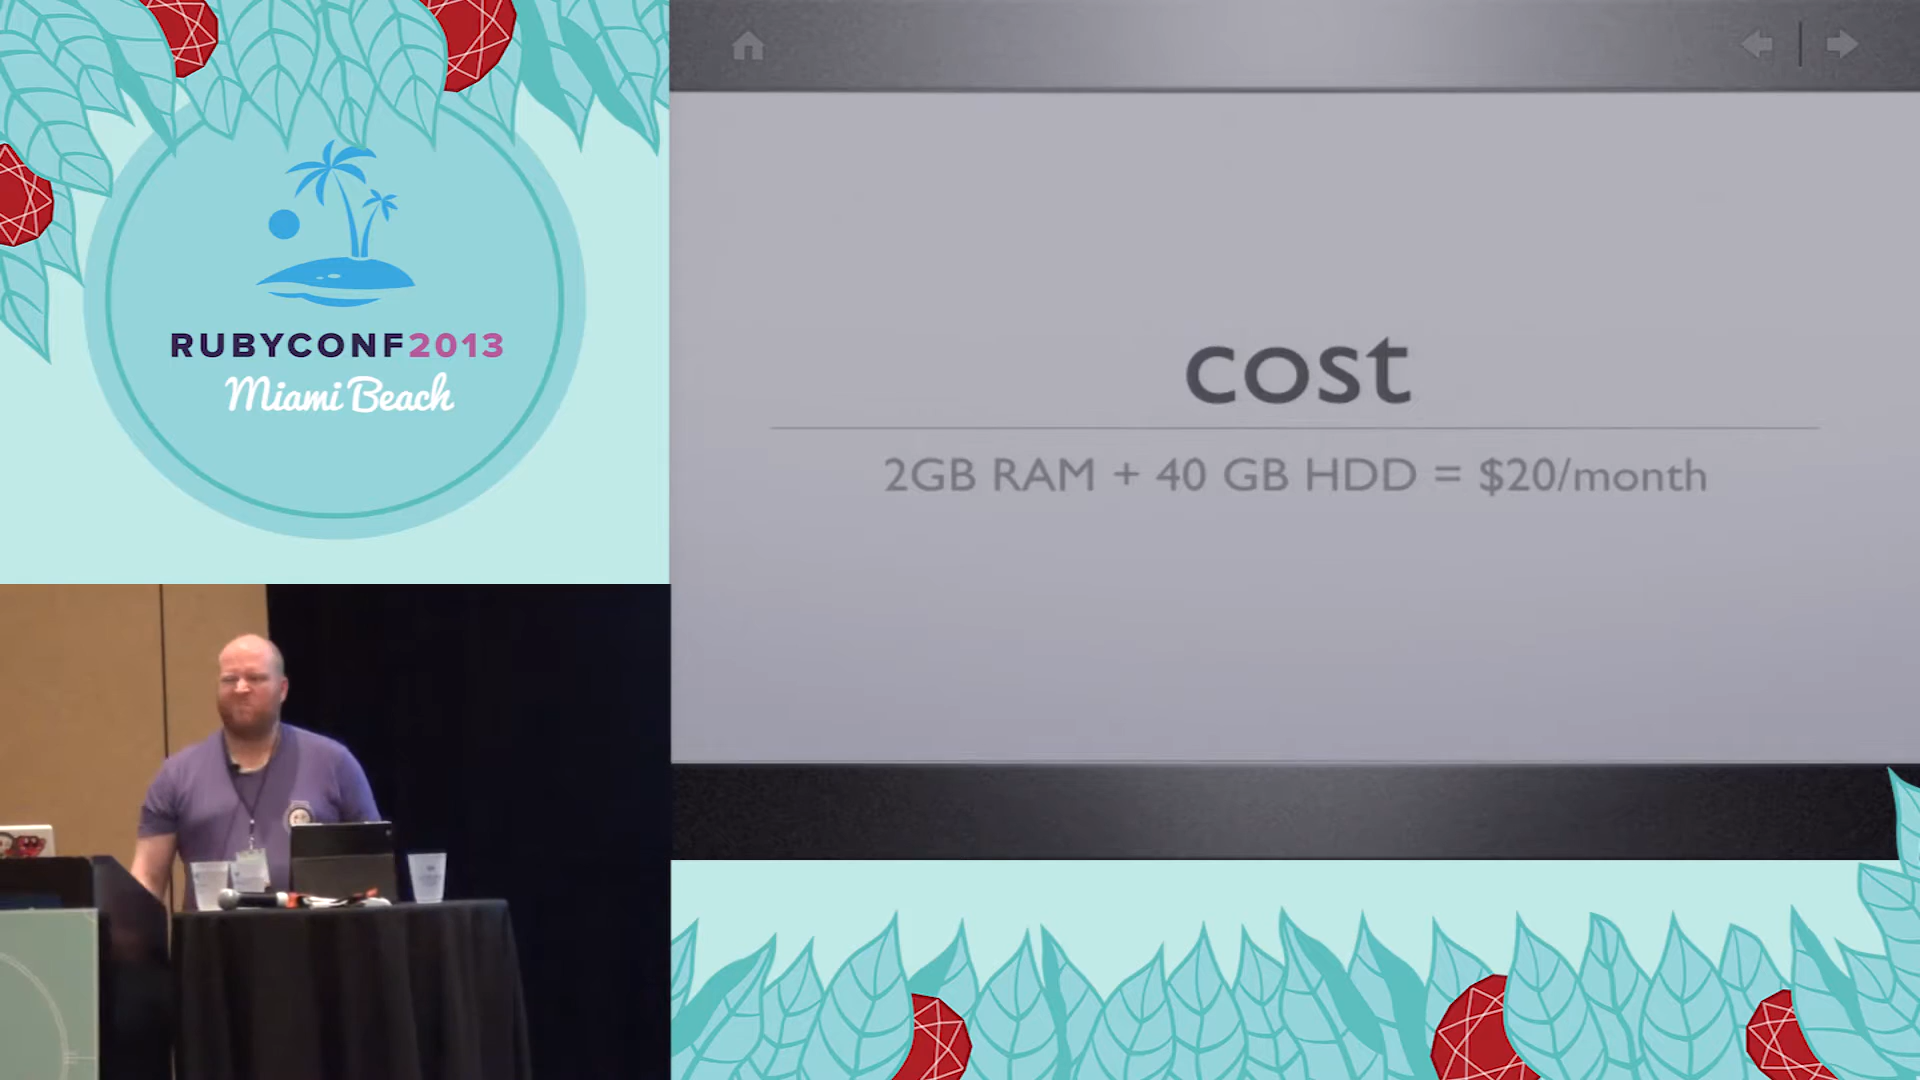 RUBYCONF2013
Miami Beach
cost
2GB RAM + 40 GB HDD = $20/month